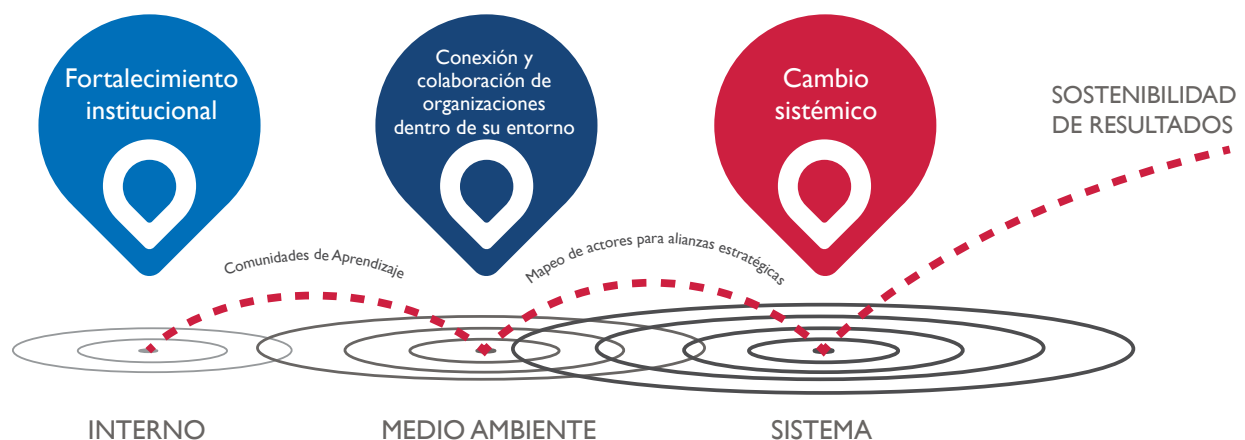 Fortalecimiento
institucional
Conexión y
colaboración de
organizaciones
dentro de su entorno
Cambio
sistémico
SOSTENIBILIDAD
DE RESULTADOS
Comunidades de Aprendizaje
Mapeo de actores para alianzas estratégicas
INTERNO
MEDIO AMBIENTE
SISTEMA